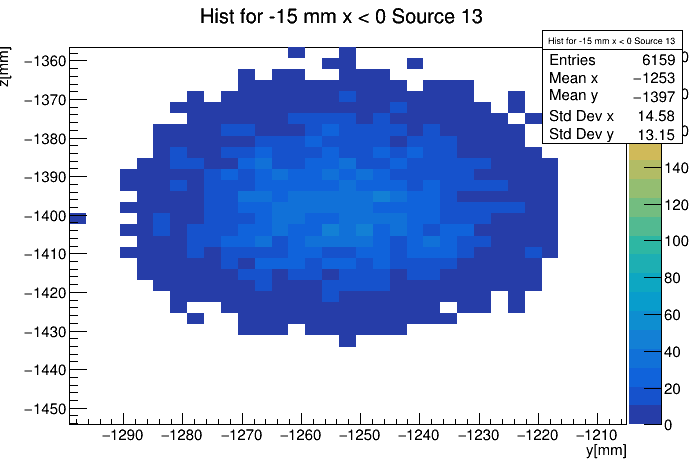 Hist for -15 mm x < 0 Source 13
z[mm]
Hist for -15 mm x < 0 Source 13
Entries 6159
Mean x −1253
Mean y −1397
Std Dev x 14.58
Std Dev y 13.15
−1360
−1370
−1380
−1390
−1400
−1410
−1420
−1430
−1440
−1450
140
120
100
80
60
40
20
0
−1290 −1280 −1270 −1260 −1250 −1240 −1230 −1220 −1210
y[mm]